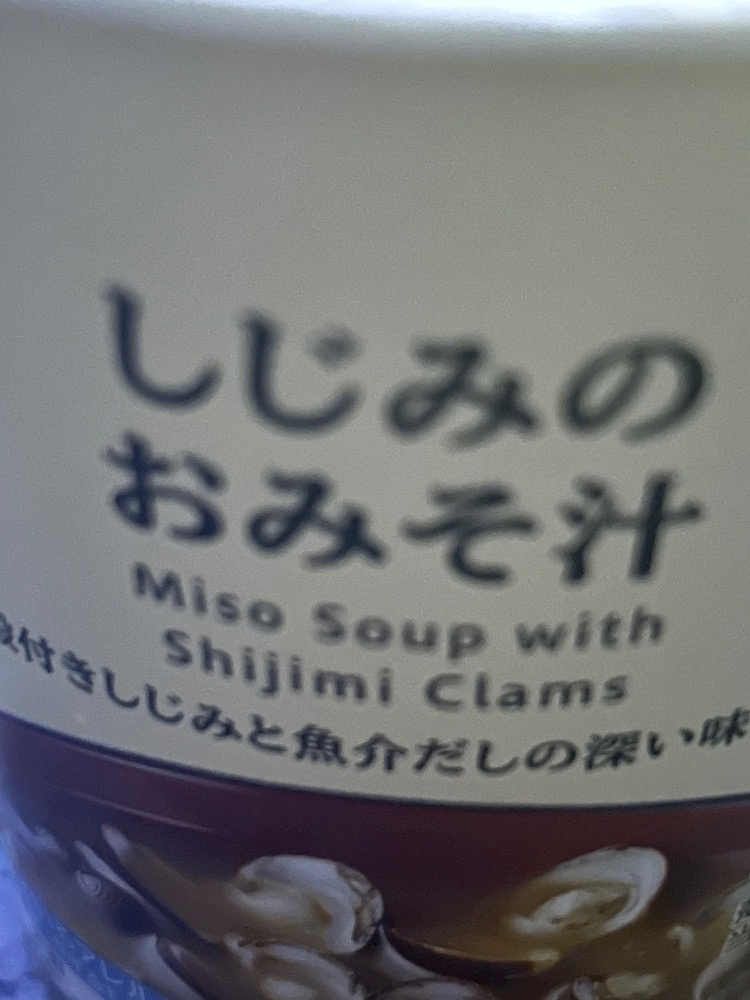 しじみの
おみそ汁
Miso Soup with
Shijimi Clams
殻付きしじみと魚介だしの深い味